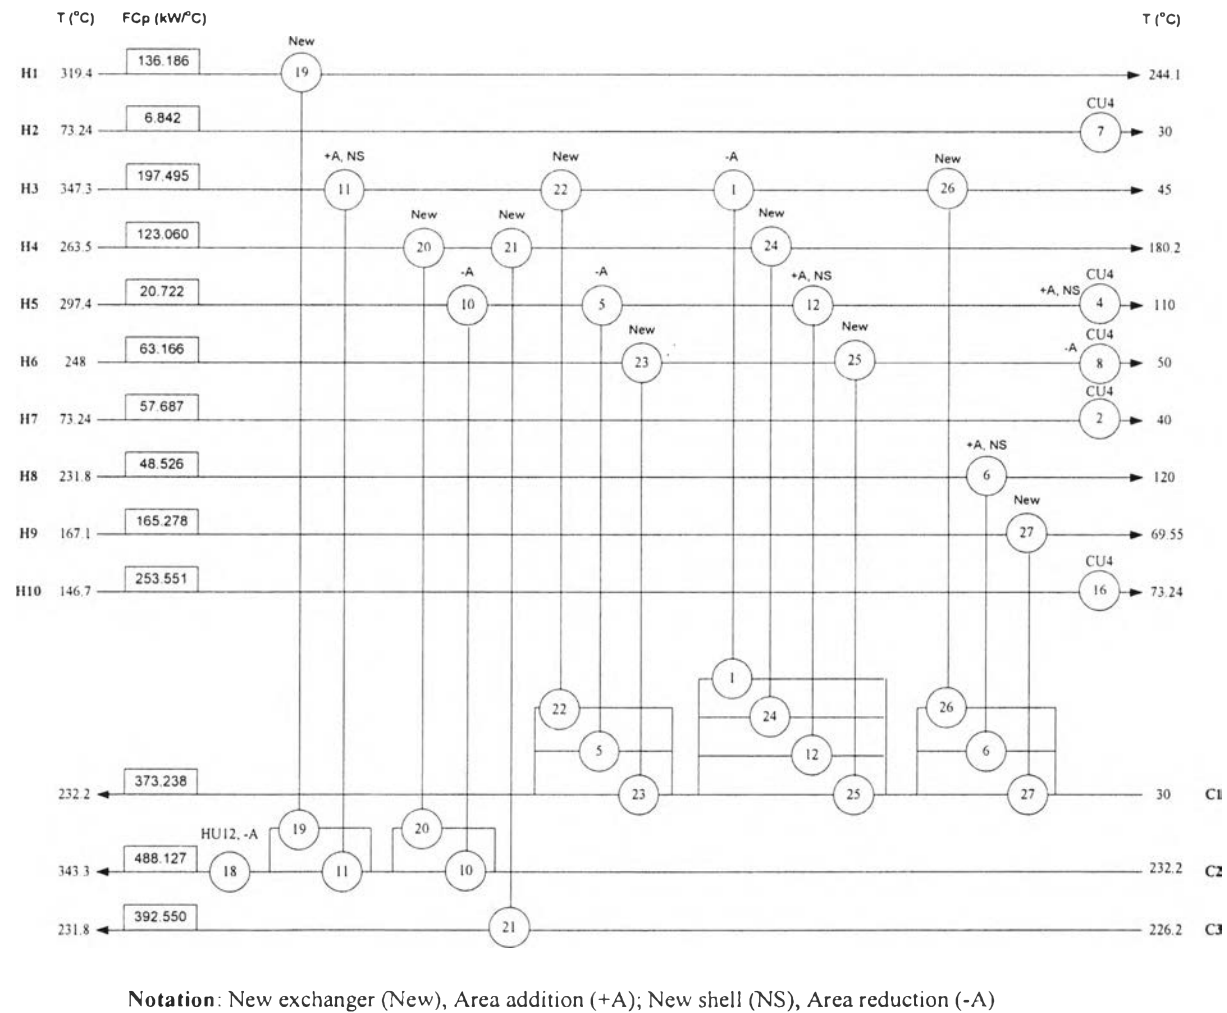 T (°C) FCp (kW/°C) T (°C)
New
136.186
H1 319.4 19 244.1
CU4
6.842
H2 73.24 7 30
+A, NS New -A New
197.495
H3 347.3 11 22 1 26 45
New New New
123.060
H4 263.5 20 21 24 180.2
-A -A +A, NS CU4
20.722 +A, NS
H5 297.4 10 5 12 4 110
New New CU4
63.166 -A
H6 248 23 25 8 50
CU4
57.687
H7 73.24 2 40
+A, NS
48.526
H8 231.8 6 120
New
165.278
H9 167.1 27 69.55
CU4
253.551
H10 146.7 16 73.24
1
22 24 26
5 12 6
373.238
232.2 23 25 27 30 C1
HU12, -A 19 20
488.127
343.3 18 11 10 232.2 C2
392.550
231.8 21 226.2 C3
Notation: New exchanger (New), Area addition (+A); New shell (NS), Area reduction (-A)